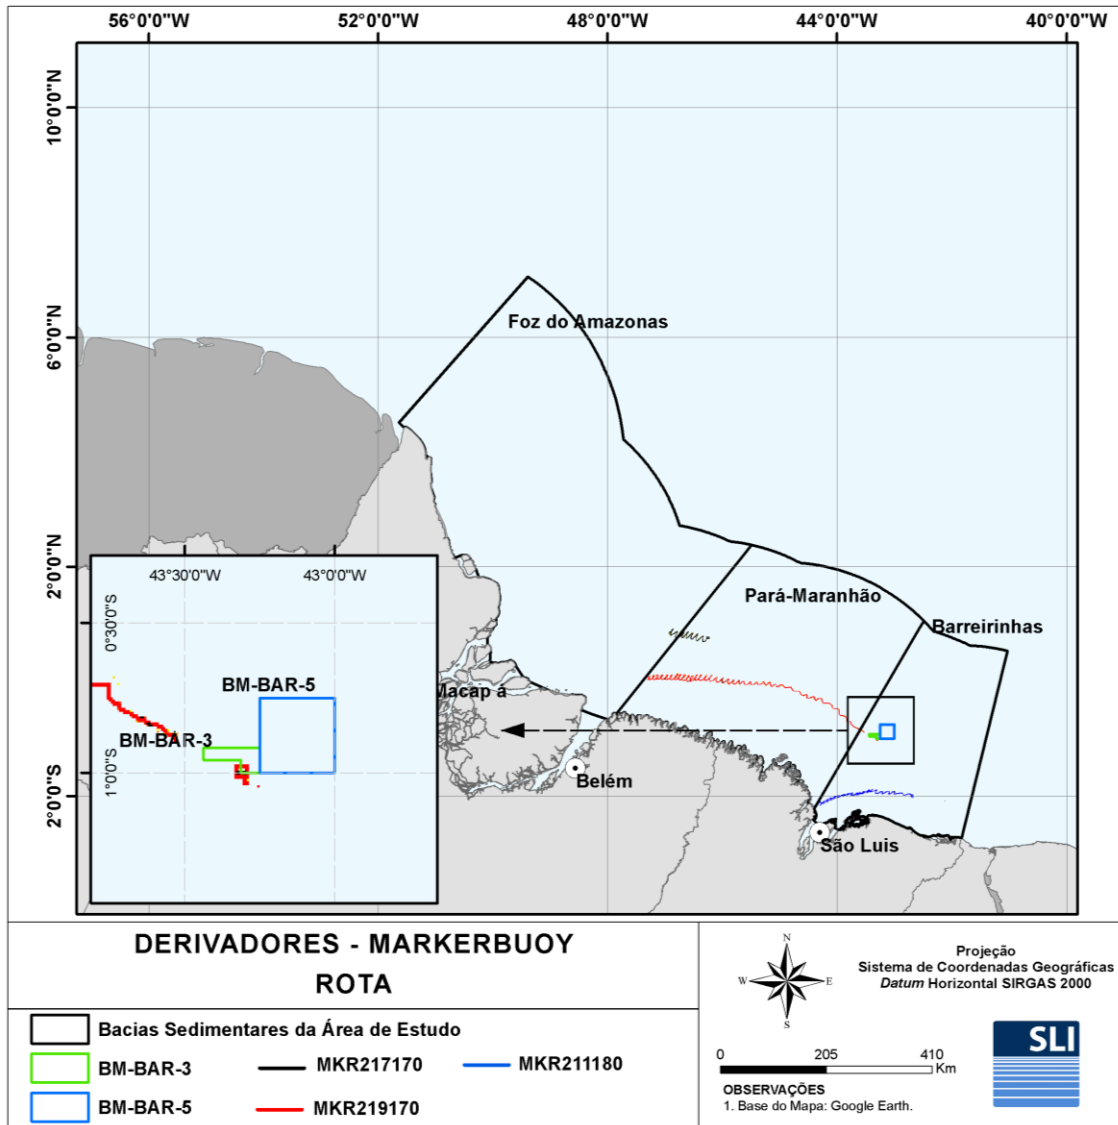 56°0'0"W 52°0'0"W 48°0'0"W 44°0'0"W 40°0'0"W
10°0'0"N
6°0'0"N
2°0'0"N
2°0'0"S
Foz do Amazonas
Pará-Maranhão
Barreirinhas
Macap á
Belém
São Luis
43°30'0"W 43°0'0"W
0°30'0"S
1°0'0"S
BM-BAR-5
BM-BAR-3
DERIVADORES - MARKERBUOY
ROTA
Bacias Sedimentares da Área de Estudo
BM-BAR-3 MKR217170 MKR211180
BM-BAR-5 MKR219170
N
W E
S
Projeção
Sistema de Coordenadas Geográficas
Datum Horizontal SIRGAS 2000
0 205 410
Km
OBSERVAÇÕES
1. Base do Mapa: Google Earth.
SLI